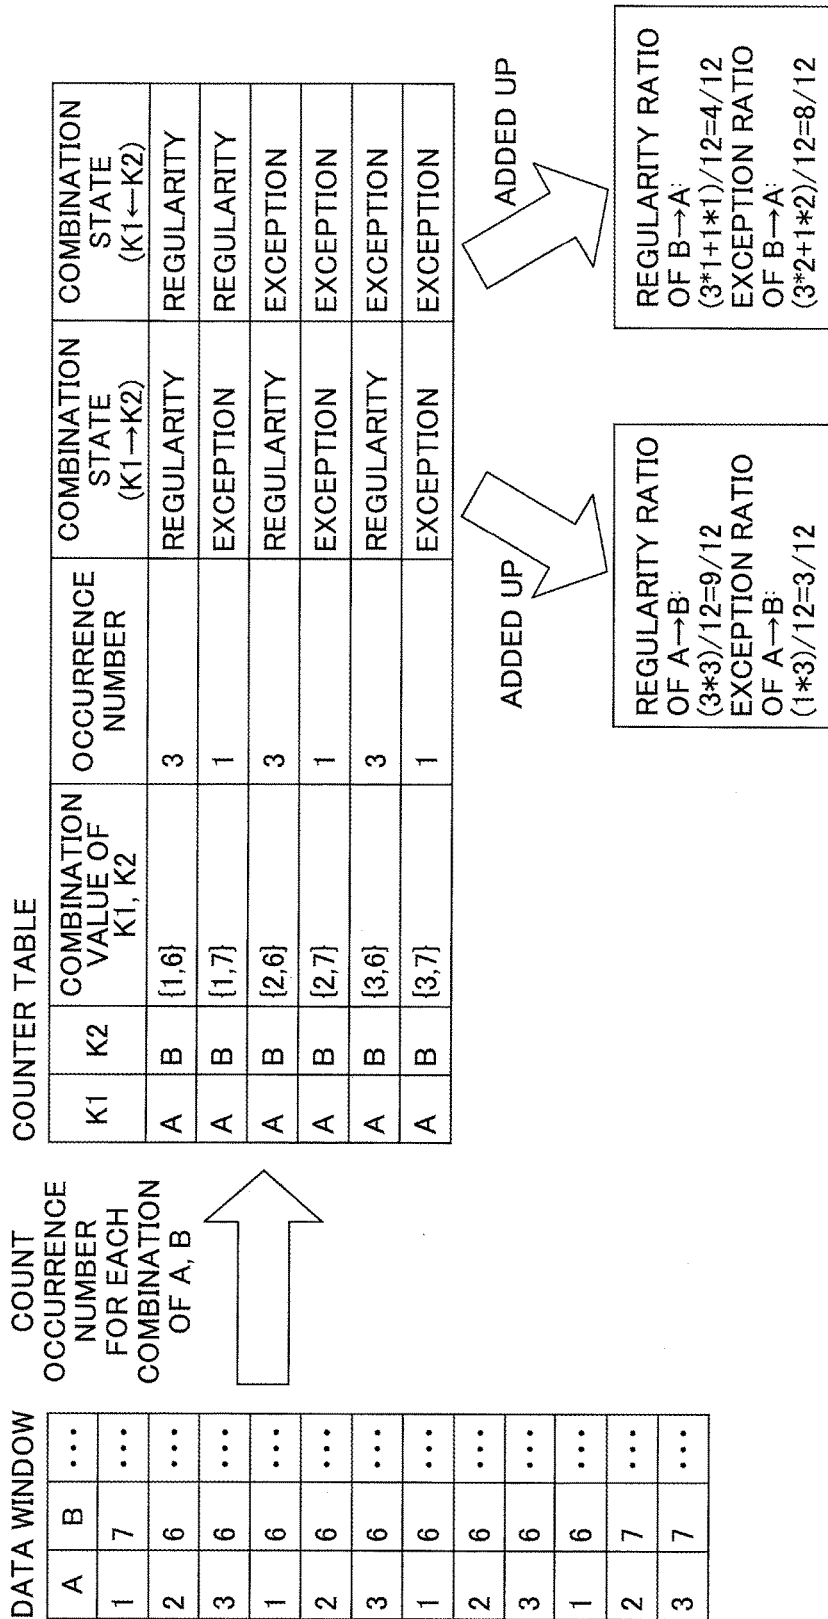 DATA WINDOW
A B ···
1 7 ···
2 6 ···
3 6 ···
1 6 ···
2 6 ···
3 6 ···
1 6 ···
2 6 ···
3 6 ···
1 6 ···
2 7 ···
3 7 ···
COUNT
OCCURRENCE
NUMBER
FOR EACH
COMBINATION
OF A, B
COUNTER TABLE
K1 K2 COMBINATION VALUE OF K1, K2 OCCURRENCE NUMBER COMBINATION STATE (K1→K2) COMBINATION STATE (K1←K2)
A B {1,6} 3 REGULARITY REGULARITY
A B {1,7} 1 EXCEPTION REGULARITY
A B {2,6} 3 REGULARITY EXCEPTION
A B {2,7} 1 EXCEPTION EXCEPTION
A B {3,6} 3 REGULARITY EXCEPTION
A B {3,7} 1 EXCEPTION EXCEPTION
ADDED UP
REGULARITY RATIO
OF A→B:
(3*3)/12=9/12
EXCEPTION RATIO
OF A→B:
(1*3)/12=3/12
ADDED UP
REGULARITY RATIO
OF B→A:
(3*1+1*1)/12=4/12
EXCEPTION RATIO
OF B→A:
(3*2+1*2)/12=8/12